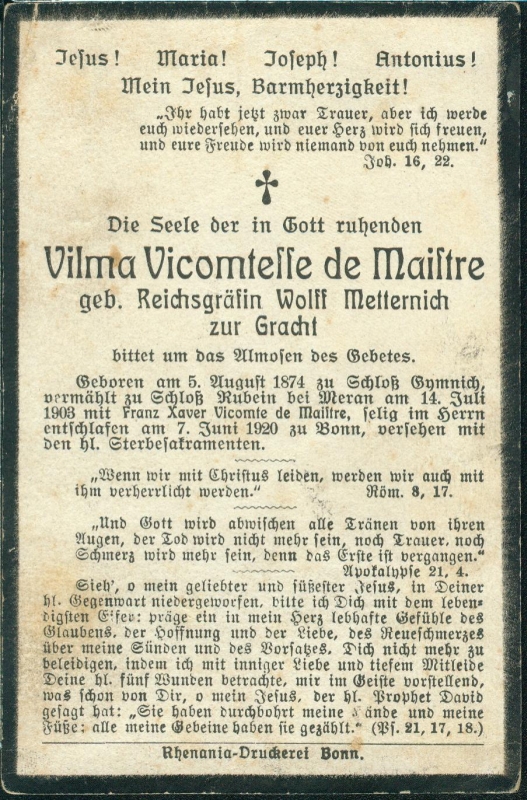 Jesus! Maria! Joseph! Antonius!
Mein Jesus, Barmherzigkeit!
„Ihr habt jetzt zwar Trauer, aber ich werde
euch wiedersehen, und euer Herz wird sich freuen,
und eure Freude wird niemand von euch nehmen."
Joh. 16, 22.
Die Seele der in Gott ruhenden
Vilma Vicomtesse de Maistre
geb. Reichsgräfin Wolff Metternich
zur Gracht
bittet um das Almosen des Gebetes.
Geboren am 5. August 1874 zu Schloß Gymnich,
vermählt zu Schloß Rubein bei Meran am 14. Juli
1903 mit Franz Xaver Vicomte de Maistre, selig im Herrn
entschlafen am 7. Juni 1920 zu Bonn, versehen mit
den hl. Sterbesakramenten.
„Wenn wir mit Christus leiden, werden wir auch mit
ihm verherrlicht werden." Röm. 8, 17.
„Und Gott wird abwischen alle Tränen von ihren
Augen, der Tod wird nicht mehr sein, noch Trauer, noch
Schmerz wird mehr sein, denn das Erste ist vergangen."
Apokalypse 21, 4.
Sieh', o mein geliebter und süßester Jesus, in Deiner
hl. Gegenwart niedergeworfen, bitte ich Dich mit dem leben-
digsten Eifer: präge ein in mein Herz lebhafte Gefühle des
Glaubens, der Hoffnung und der Liebe, des Reueschmerzes
über meine Sünden und des Vorsatzes, Dich nicht mehr zu
beleidigen, indem ich mit inniger Liebe und tiefem Mitleide
Deine hl. fünf Wunden betrachte, mir im Geiste vorstellend,
was schon von Dir, o mein Jesus, der hl. Prophet David
gesagt hat: „Sie haben durchbohrt meine Hände und meine
Füße: alle meine Gebeine haben sie gezählt." (Ps. 21, 17, 18.)
Rhenania-Druckerei Bonn.